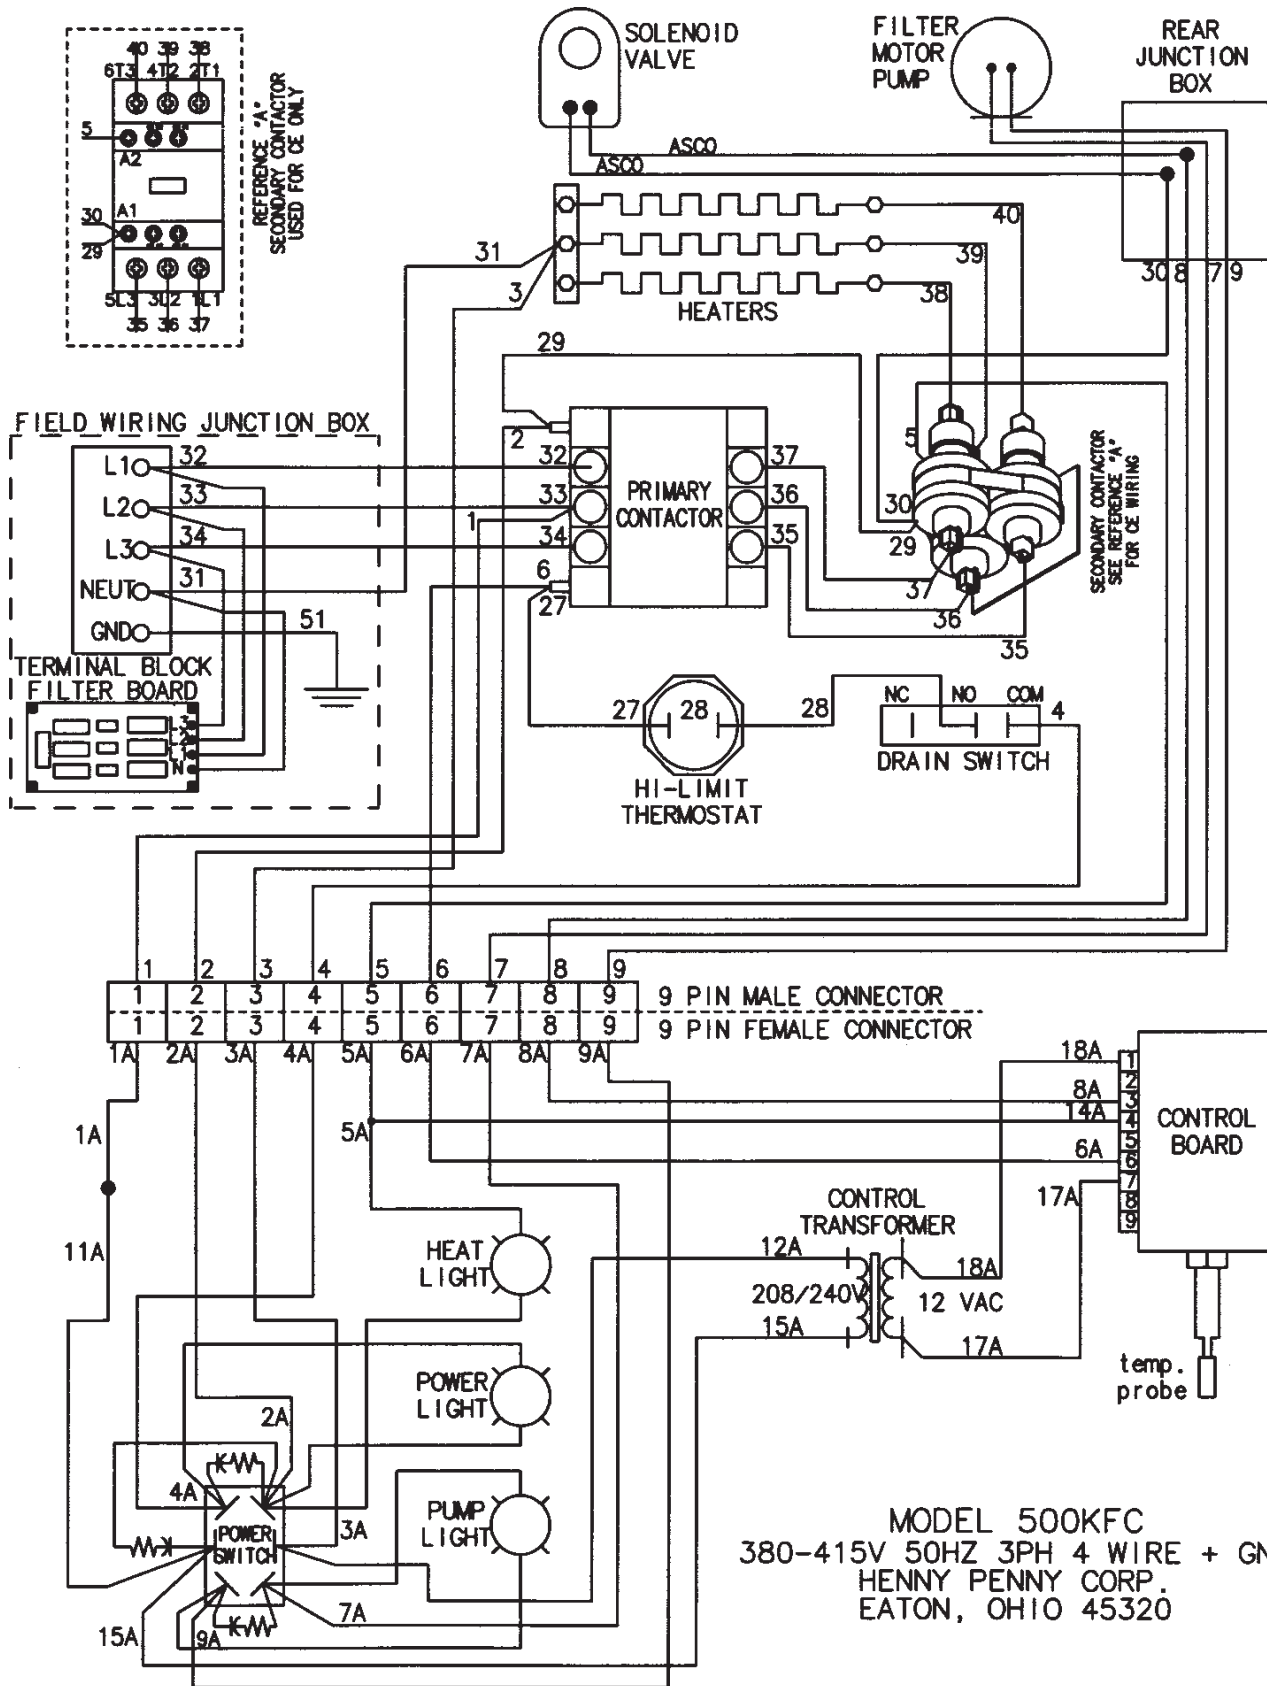 40 39 38
6T3 4T2 2T1
5
A2
A1
30
29
5L3 3L2 1L1
35 36 37
REFERENCE "A"
SECONDARY CONTACTOR
USED FOR CE ONLY
SOLENOID
VALVE
FILTER
MOTOR
PUMP
REAR
JUNCTION
BOX
ASCO
ASCO
30 8 7 9
40
39
38
31
3
HEATERS
29
2
FIELD WIRING JUNCTION BOX
L1 32
L2 33
L3 34
NEUT 31
GND 51
TERMINAL BLOCK
FILTER BOARD
L3
L2
L1
N
1
32
33
34
6
27
PRIMARY
CONTACTOR
37
36
35
5
30
29
37
36
35
SECONDARY CONTACTOR
SEE REFERENCE "A"
FOR CE WIRING
27 28 28
HI-LIMIT
THERMOSTAT
NC NO COM 4
DRAIN SWITCH
1 2 3 4 5 6 7 8 9
1 2 3 4 5 6 7 8 9 9 PIN MALE CONNECTOR
1 2 3 4 5 6 7 8 9 9 PIN FEMALE CONNECTOR
1A 2A 3A 4A 5A 6A 7A 8A 9A
18A
8A
14A
6A
17A
1
2
3
4
5
6
7
8
9
CONTROL
BOARD
1A
5A
11A
HEAT
LIGHT
CONTROL
TRANSFORMER
12A
208/240V
15A
18A
12 VAC
17A
temp.
probe
POWER
LIGHT
2A
4A
3A
POWER
SWITCH
PUMP
LIGHT
7A
15A
9A
MODEL 500KFC
380-415V 50HZ 3PH 4 WIRE + GN
HENNY PENNY CORP.
EATON, OHIO 45320